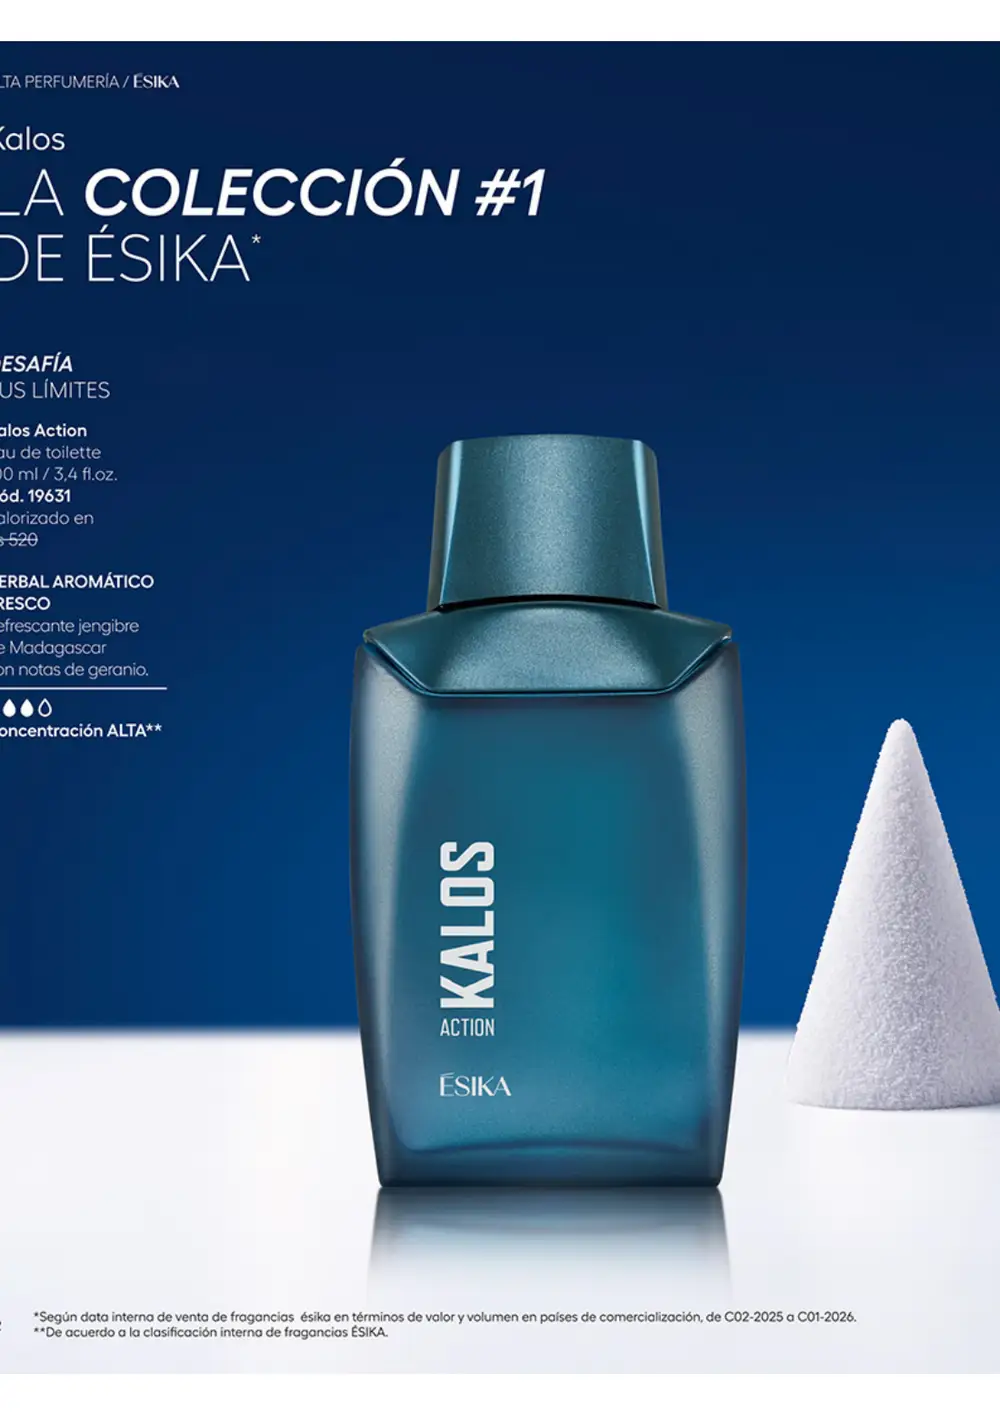 LTA PERFUMERÍA / ÉSIKA
Kalos
LA COLECCIÓN #1
DE ÉSIKA*
ESAFÍA
US LÍMITES
alos Action
au de toilette
00 ml / 3,4 fl.oz.
ód. 19631
alorizado en
s 520
ERBAL AROMÁTICO
RESCO
efrescante jengibre
e Madagascar
on notas de geranio.
oncentración ALTA**
KALOS
ACTION
ÉSIKA
*Según data interna de venta de fragancias ésika en términos de valor y volumen en países de comercialización, de C02-2025 a C01-2026.
**De acuerdo a la clasificación interna de fragancias ÉSIKA.